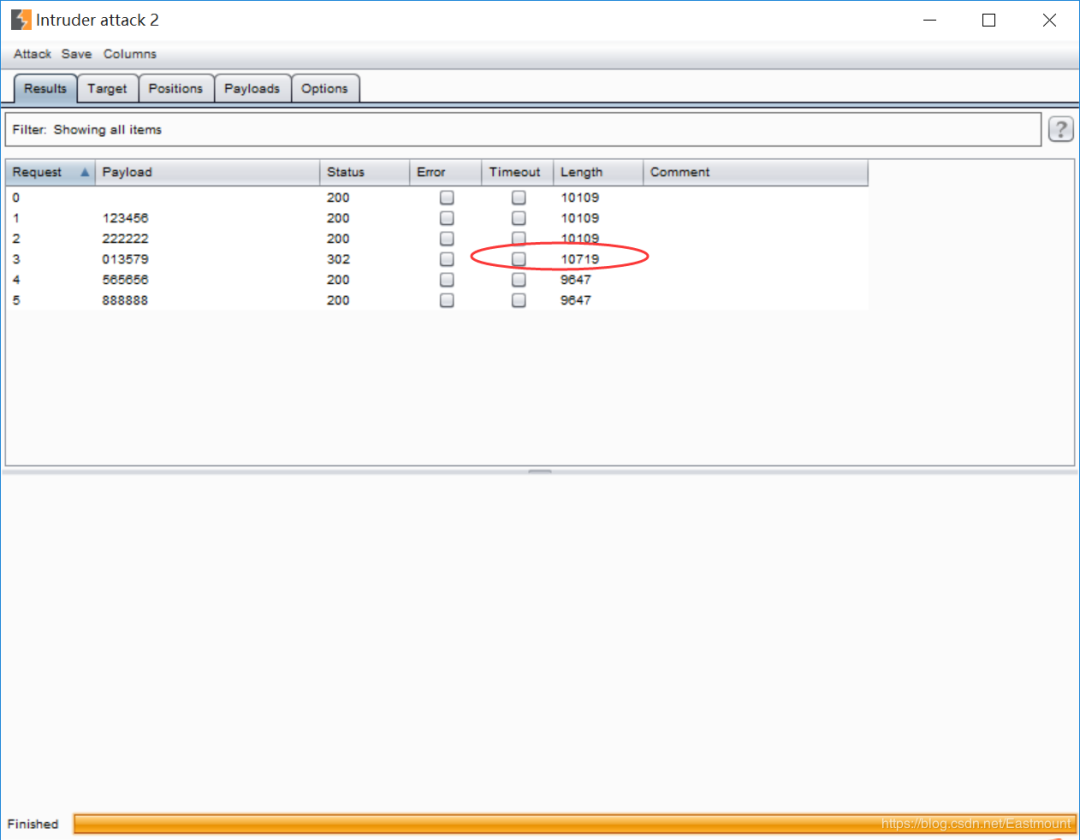 Intruder attack 2
Attack Save Columns
Results Target Positions Payloads Options
Filter: Showing all items
?
Request Payload Status Error Timeout Length Comment
0 200 10109
1 123456 200 10109
2 222222 200 10109
3 013579 302 10719
4 565656 200 9647
5 888888 200 9647
Finished
https://blog.csdn.net/Eastmount